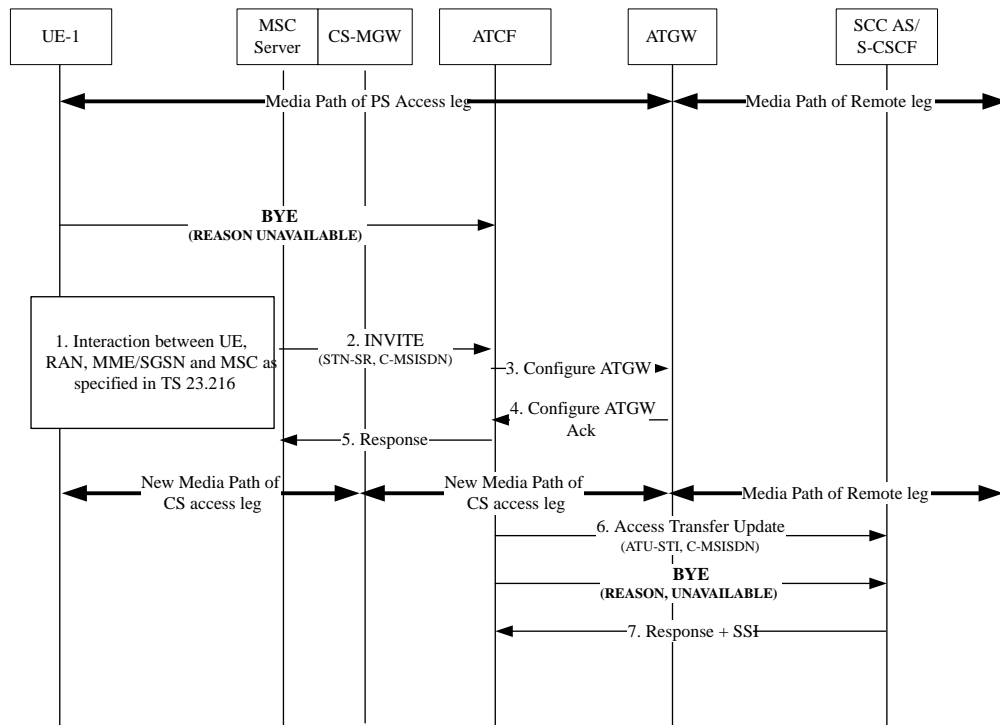 UE-1
MSC
Server
CS-MGW
ATCF
ATGW
SCC AS/
S-CSCF
Media Path of PS Access leg
Media Path of Remote leg
BYE
(REASON UNAVAILABLE)
1. Interaction between UE,
RAN, MME/SGSN and MSC as
specified in TS 23.216
2. INVITE
(STN-SR, C-MSISDN)
3. Configure ATGW
4. Configure ATGW
Ack
5. Response
New Media Path of
CS access leg
New Media Path of
CS access leg
Media Path of Remote leg
6. Access Transfer Update
(ATU-STI, C-MSISDN)
BYE
(REASON, UNAVAILABLE)
7. Response + SSI